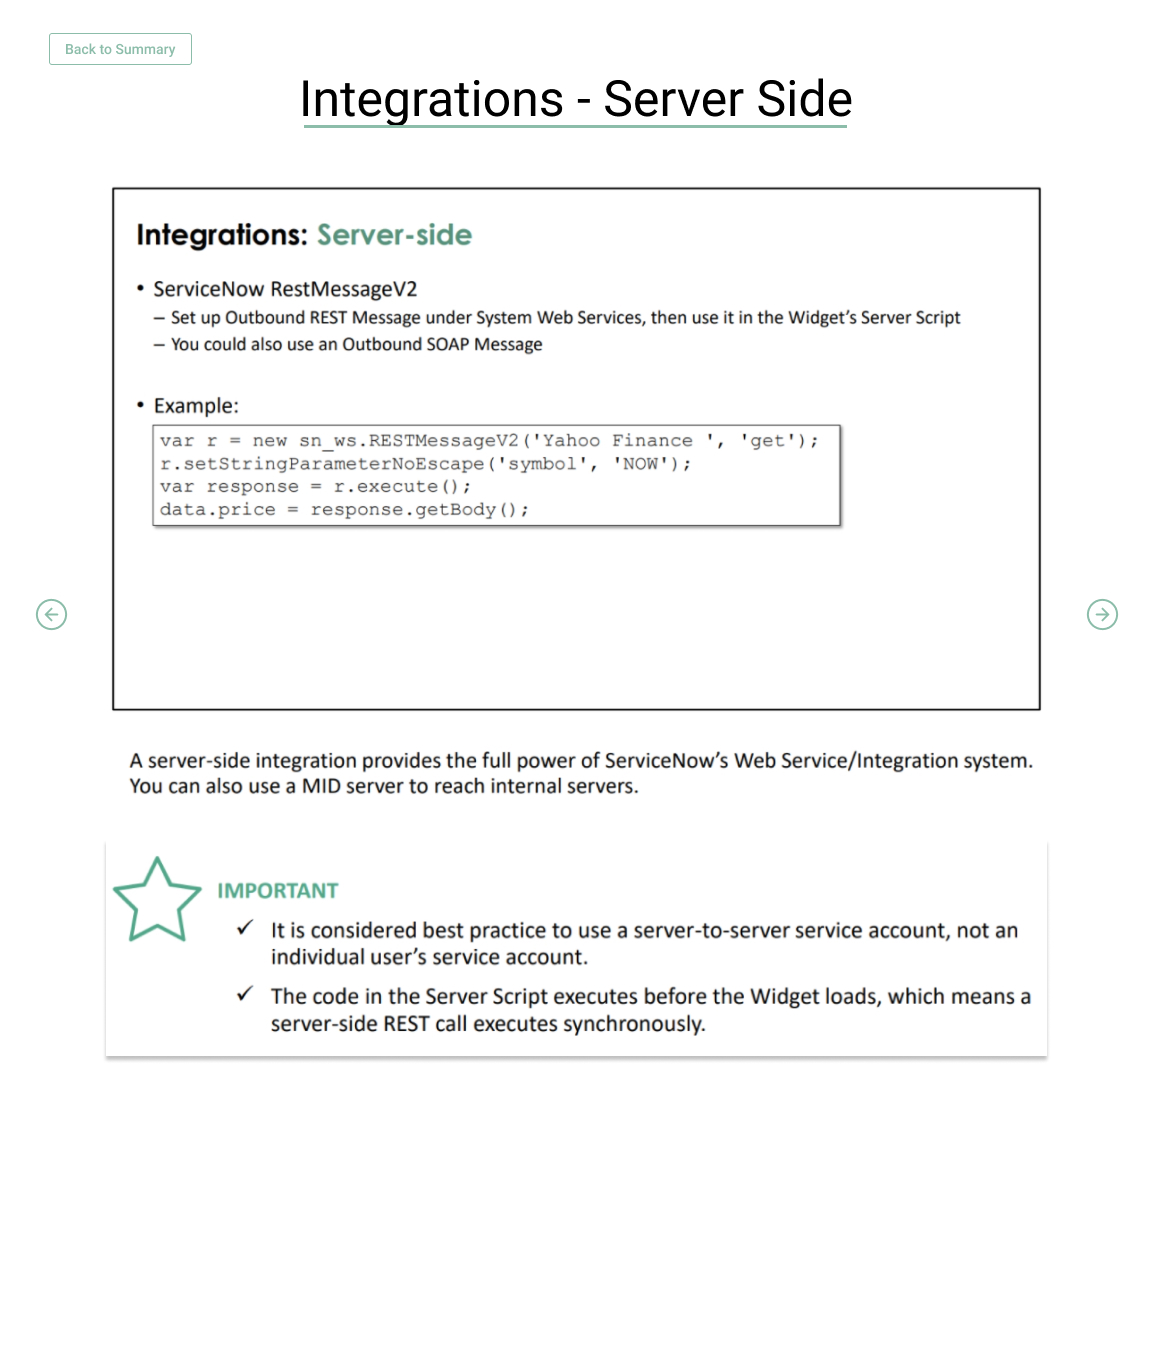 Back to Summary
Integrations - Server Side
Integrations: Server-side
• ServiceNow RestMessageV2
– Set up Outbound REST Message under System Web Services, then use it in the Widget's Server Script
– You could also use an Outbound SOAP Message
• Example:
var r = new sn_ws.RESTMessageV2('Yahoo Finance ', 'get');
r.setStringParameterNoEscape('symbol', 'NOW');
var response = r.execute();
data.price = response.getBody();
A server-side integration provides the full power of ServiceNow's Web Service/Integration system.
You can also use a MID server to reach internal servers.
IMPORTANT
✓ It is considered best practice to use a server-to-server service account, not an
individual user's service account.
✓ The code in the Server Script executes before the Widget loads, which means a
server-side REST call executes synchronously.